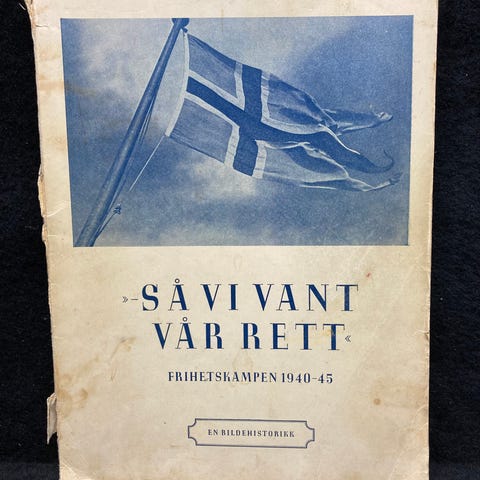 »–SÅ VI VANT
VÅR RETT«
FRIHETSKAMPEN 1940-45
EN BILDEHISTORIKK